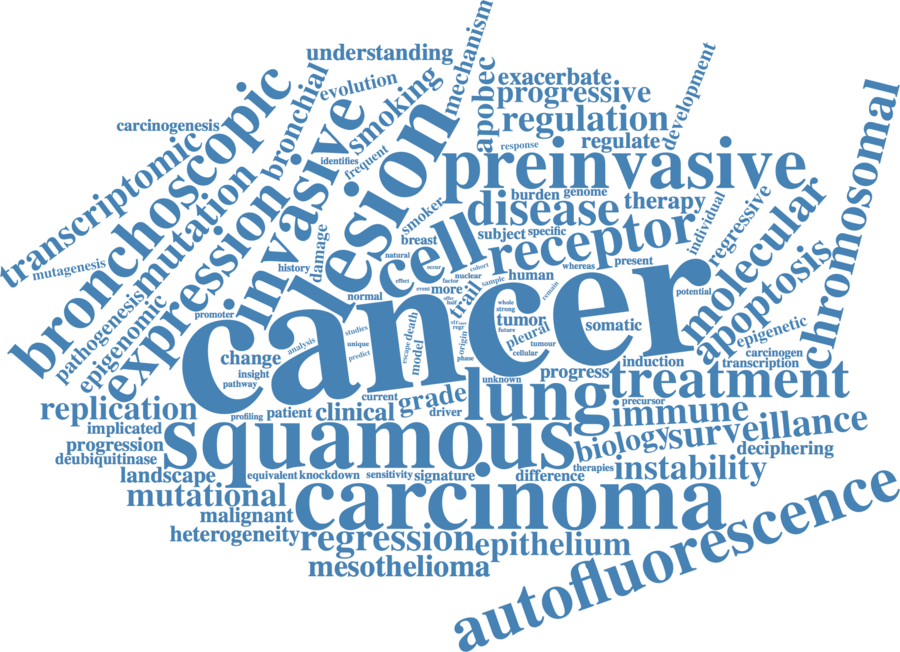 understanding
mechanism
evolution
bronchial
smoking
apobec
exacerbate
progressive
development
regulation
response
regulate
carcinogenesis
identifies
frequent
bronchoscopic
invasive
lesion
preinvasive
chromosomal
transcriptomic
mutation
burden
genome
disease
therapy
individual
regressive
molecular
smoker
breast
cell
subject
specific
receptor
mutagenesis
expression
damage
history
natural
occur
cohort
nuclear
whereas
present
apoptosis
effect
factor
sample
human
event
more
trail
remain
potential
pathogenesis
epigenomic
normal
after
half
promoter
cancer
whole
strong
tumor
future
pleural
somatic
epigenetic
studies
death
escape
model
origin
tumour
cellular
phase
unique
predict
analysis
change
insight
pathway
carcinogen
transcription
induction
progress
treatment
unknown
current
grade
lung
precursor
immune
replication
profiling
patient
clinical
driver
implicated
squamous
biology
surveillance
progression
deciphering
deubiquitinase
landscape
equivalent
knockdown
sensitivity
signature
difference
therapies
instability
mutational
carcinoma
malignant
heterogeneity
regression
epithelium
autofluorescence
mesothelioma